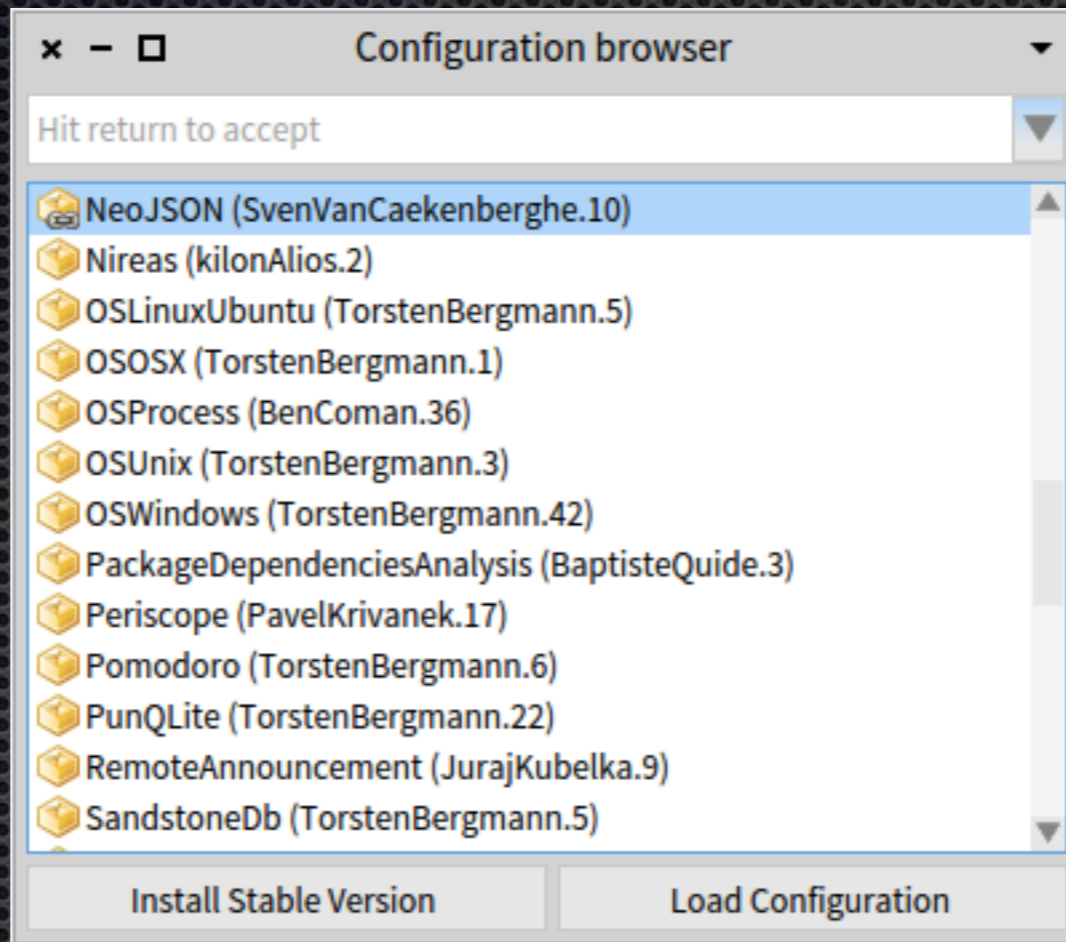 Configuration browser
Hit return to accept
NeoJSON (SvenVanCaekenberghe.10)
Nireas (kilonAlios.2)
OSLinuxUbuntu (TorstenBergmann.5)
OSOSX (TorstenBergmann.1)
OSProcess (BenComan.36)
OSUnix (TorstenBergmann.3)
OSWindows (TorstenBergmann.42)
PackageDependenciesAnalysis (BaptisteQuide.3)
Periscope (PavelKrivanek.17)
Pomodoro (TorstenBergmann.6)
PunQLite (TorstenBergmann.22)
RemoteAnnouncement (JurajKubelka.9)
SandstoneDb (TorstenBergmann.5)
Install Stable Version
Load Configuration